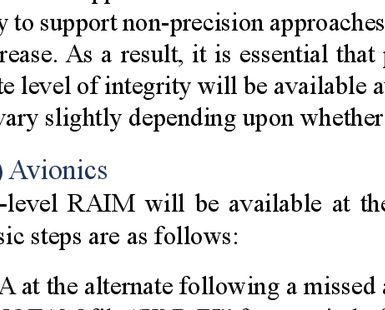 y to support non-precision approaches
rease. As a result, it is essential that p
te level of integrity will be available a
vary slightly depending upon whether
) Avionics
-level RAIM will be available at the
sic steps are as follows:
A at the alternate following a missed a